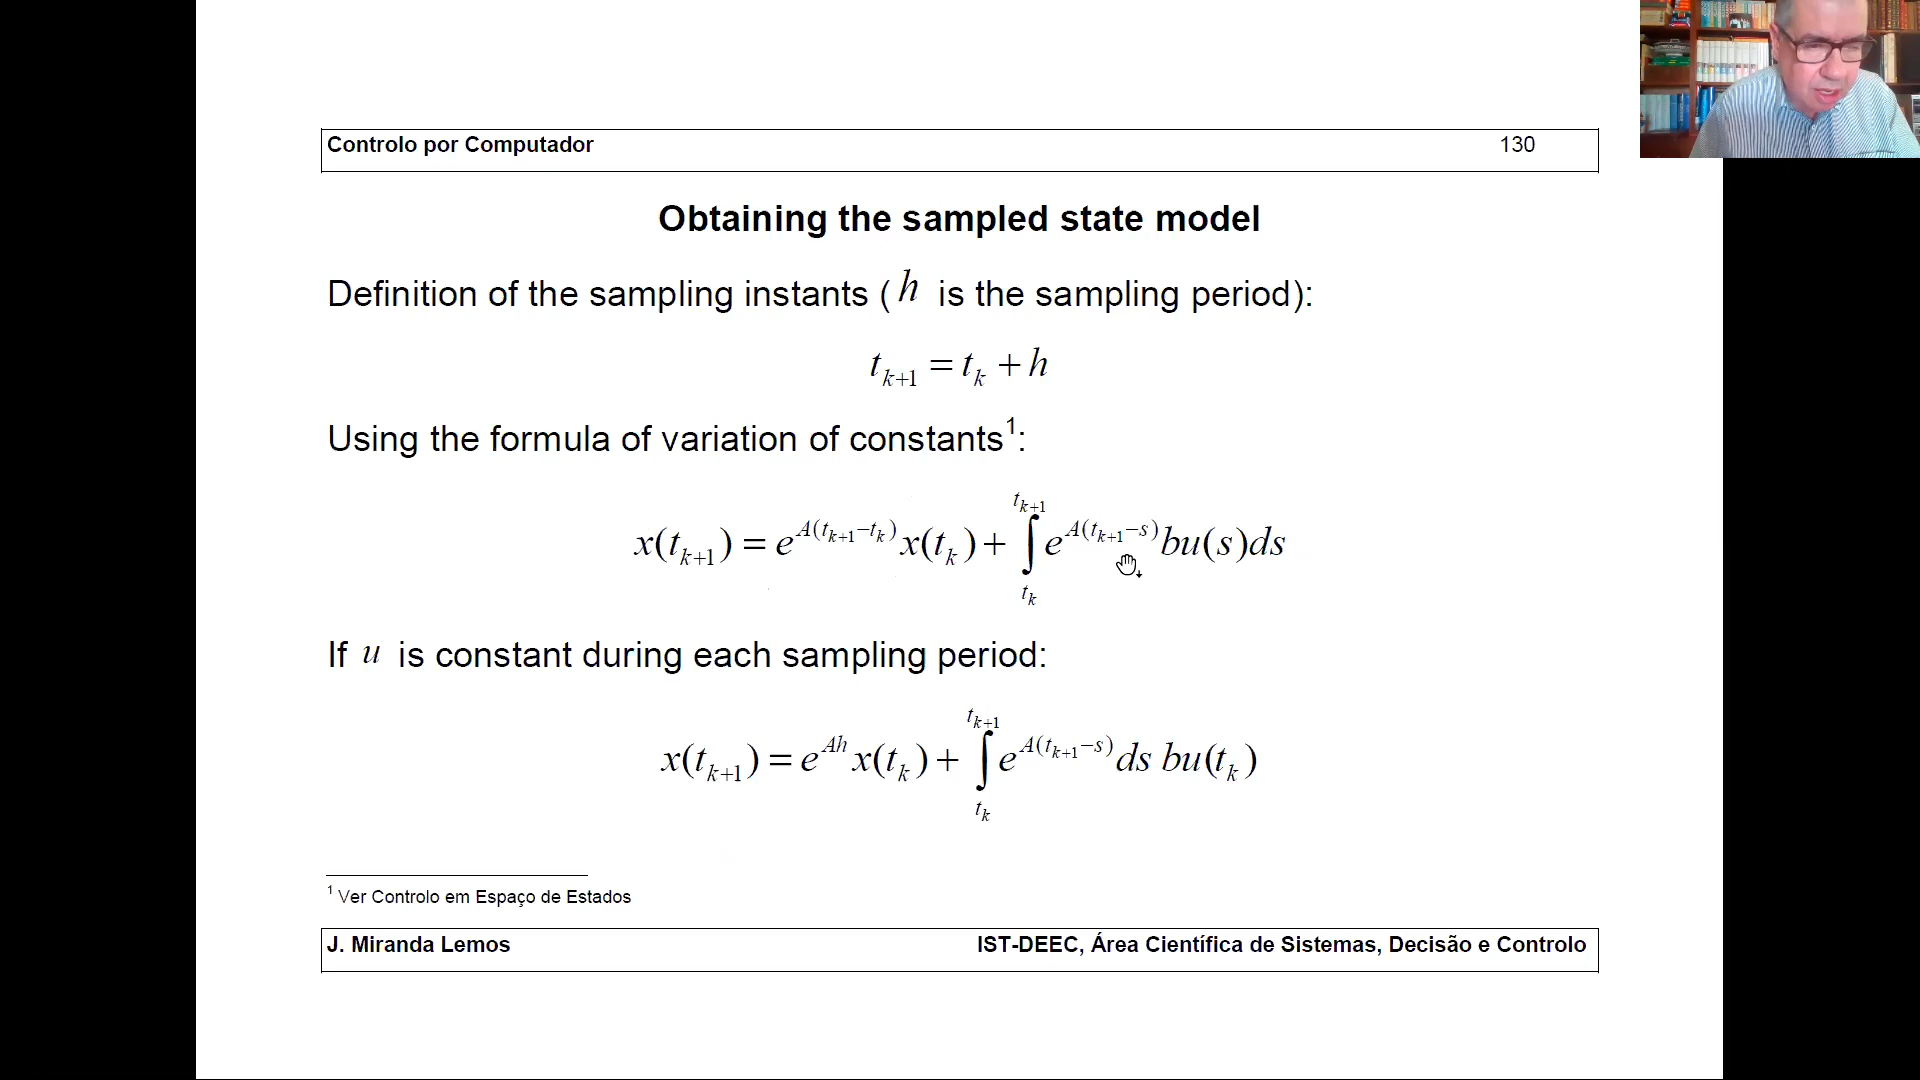 Controlo por Computador 130
Obtaining the sampled state model
Definition of the sampling instants ( h is the sampling period):
t_{k+1} = t_k + h
Using the formula of variation of constants^1:
x(t_{k+1}) = e^{A(t_{k+1}-t_k)} x(t_k) + \int_{t_k}^{t_{k+1}} e^{A(t_{k+1}-s)} bu(s)ds
If u is constant during each sampling period:
x(t_{k+1}) = e^{Ah} x(t_k) + \int_{t_k}^{t_{k+1}} e^{A(t_{k+1}-s)} ds bu(t_k)
1 Ver Controlo em Espaço de Estados
J. Miranda Lemos IST-DEEC, Área Científica de Sistemas, Decisão e Controlo